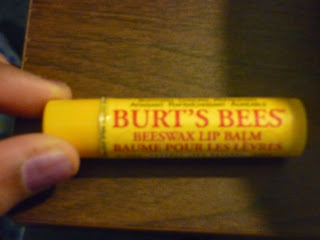 BURT'S BEES
BEESWAX LIP BALM
BAUME POUR LES LÈVRES